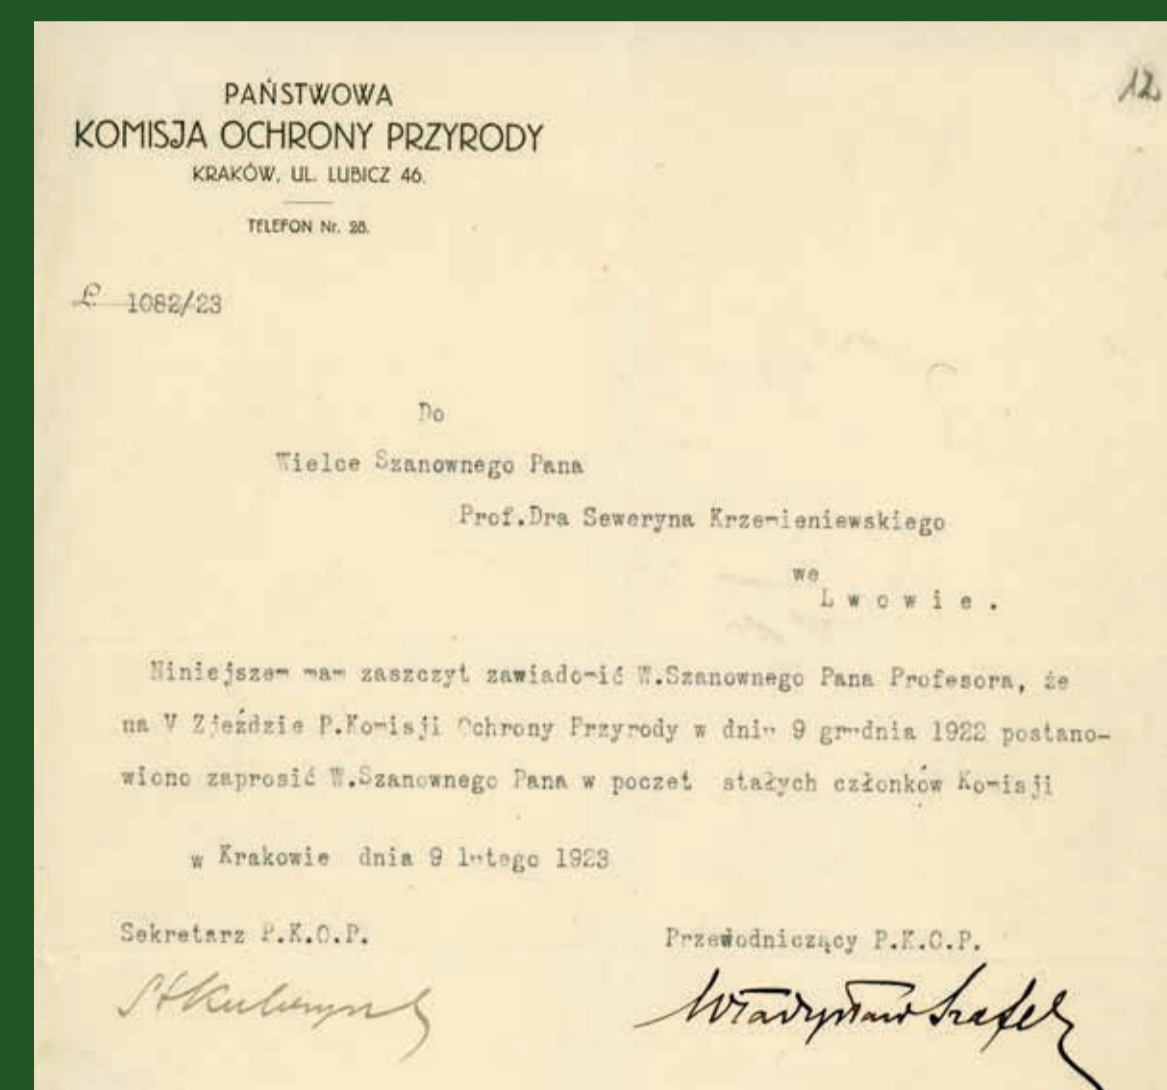 12
PAŃSTWOWA
KOMISJA OCHRONY PRZYRODY
KRAKÓW, UL. LUBICZ 46.
TELEFON Nr. 28.
L. 1082/23
Do
Wielce Szanownego Pana
Prof.Dra Seweryna Krzemieniewskiego
we
Lwowie.
Niniejszem mam zaszczyt zawiadomić W.Szanownego Pana Profesora, że
na V Zjeździe P.Komisji Ochrony Przyrody w dniu 9 grudnia 1922 postano-
wiono zaprosić W.Szanownego Pana w poczet stałych członków Komisji
w Krakowie dnia 9 lutego 1923
Sekretarz P.K.O.P.
Przewodniczący P.K.O.P.
Władysław Szafer